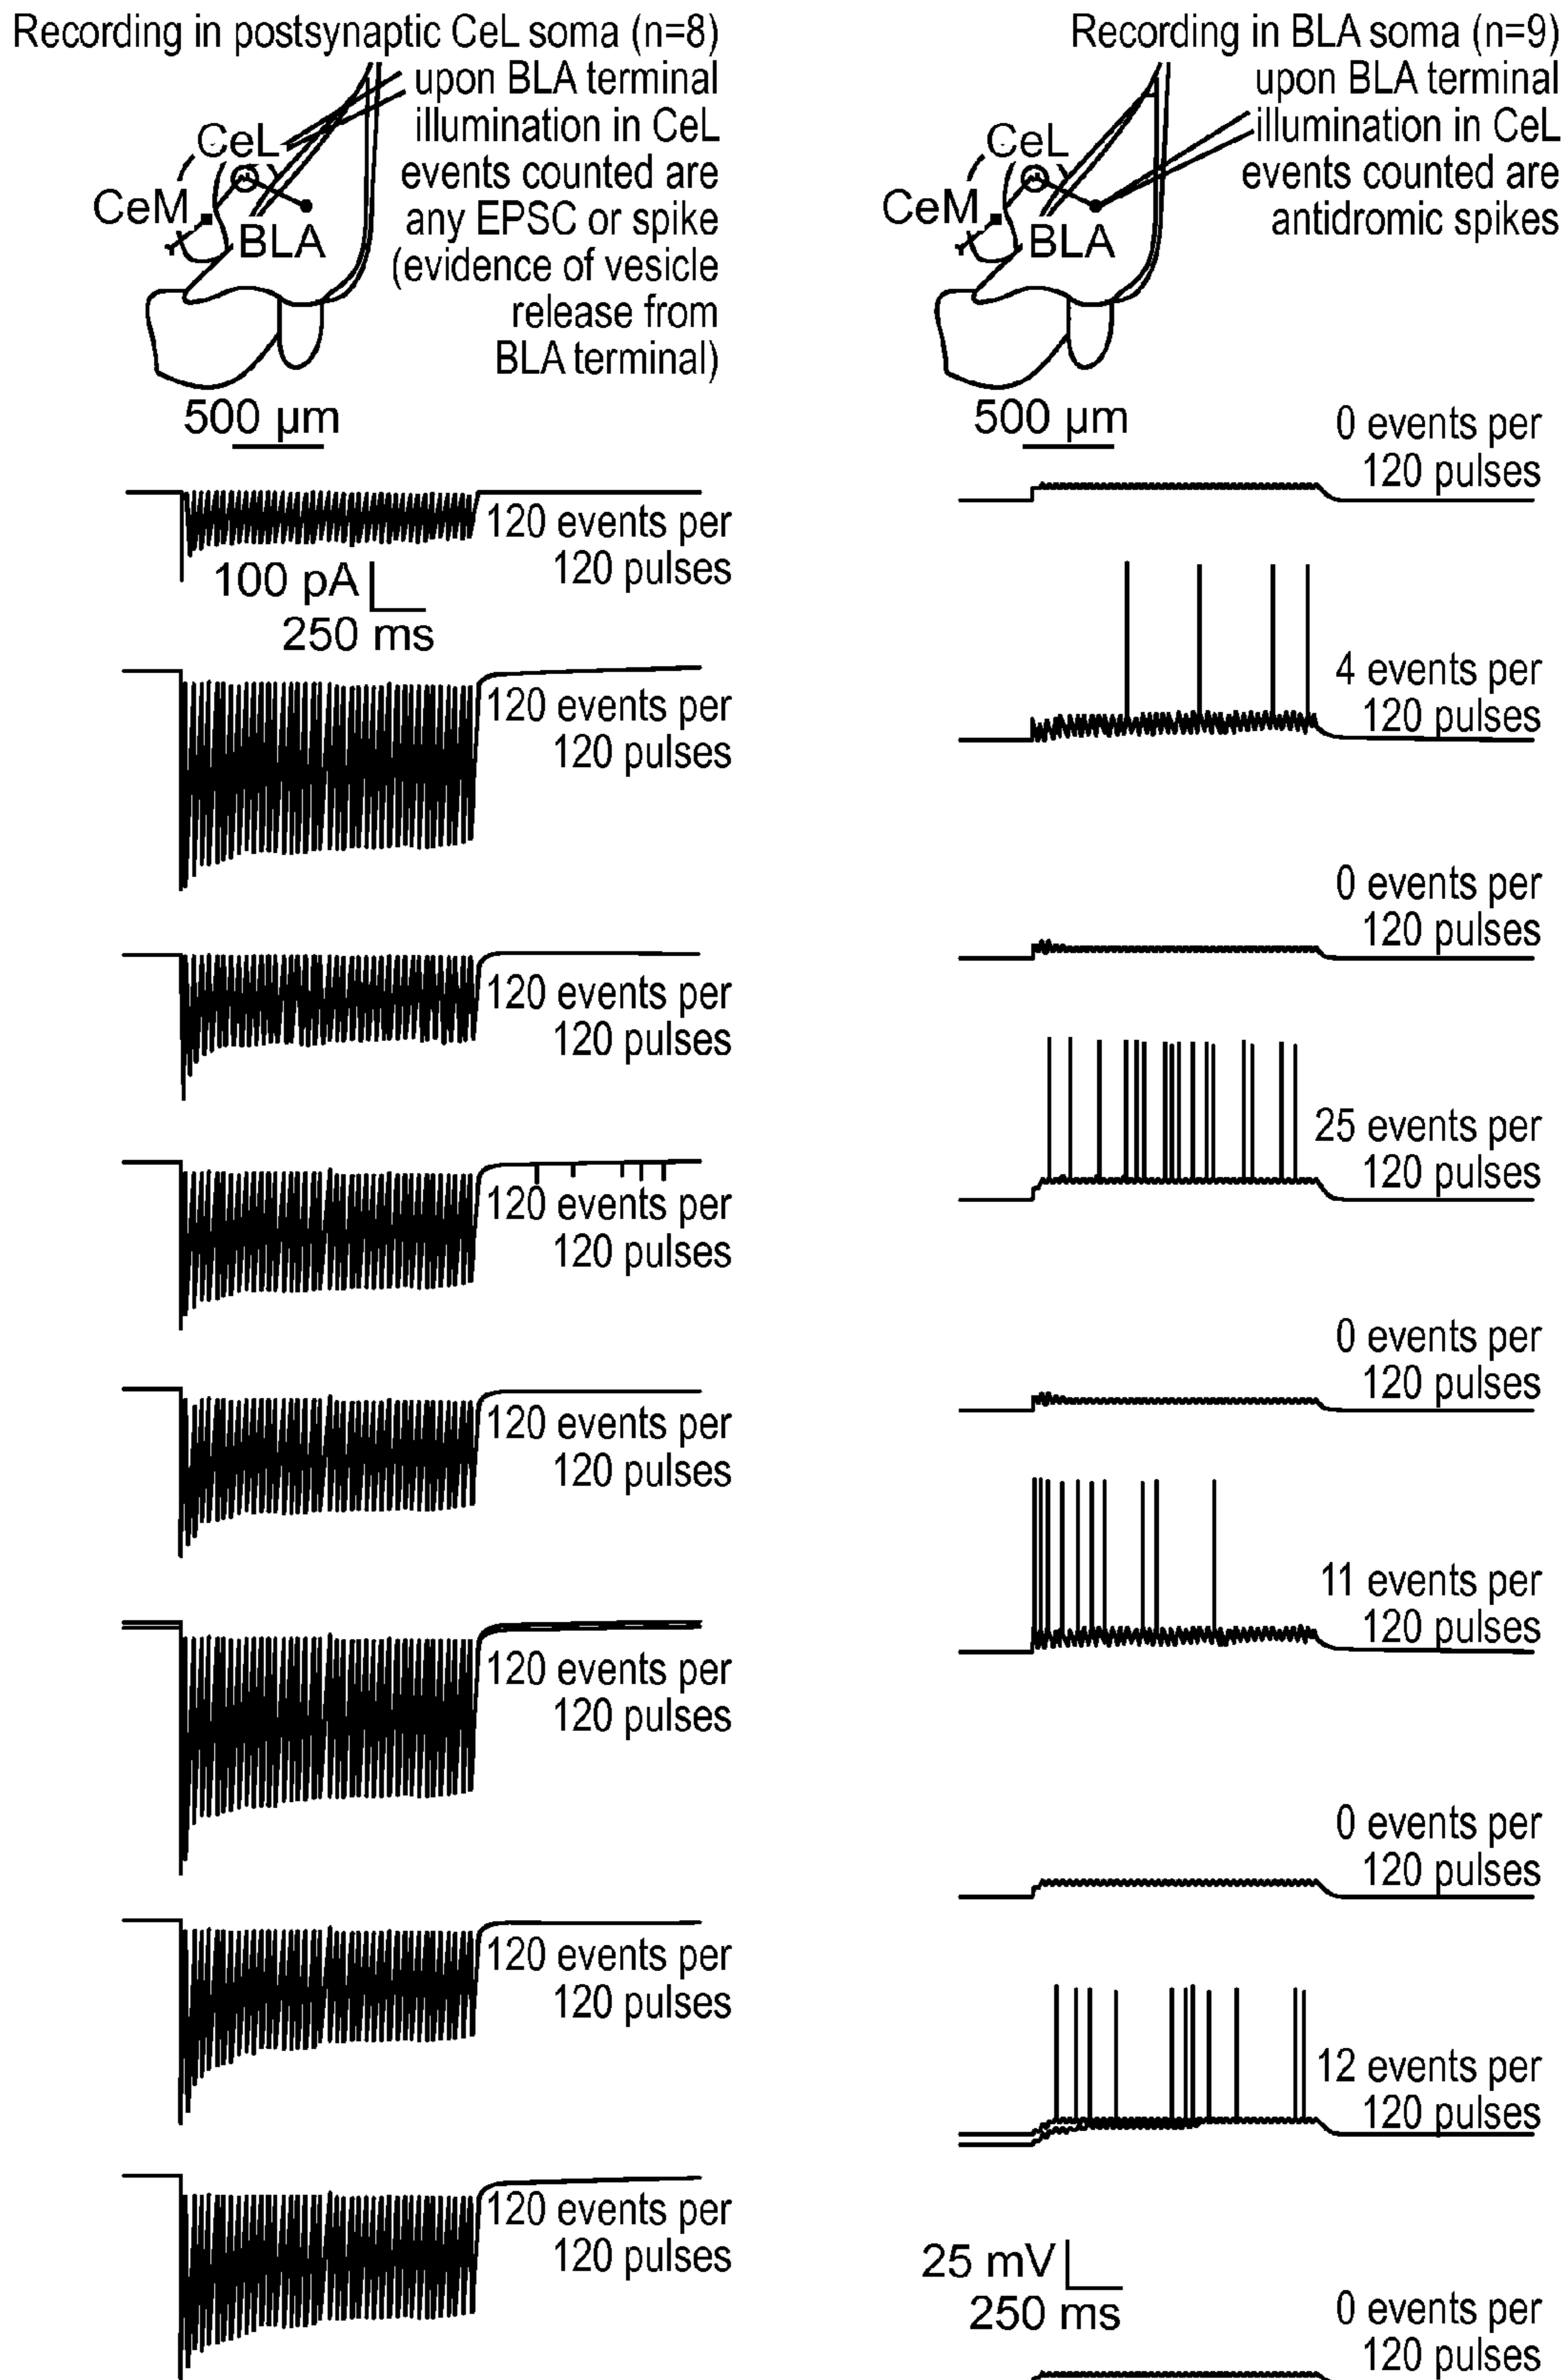 Recording in postsynaptic CeL soma (n=8)
upon BLA terminal
illumination in CeL
events counted are
any EPSC or spike
(evidence of vesicle
release from
BLA terminal)
CeL
CeM
BLA
500 µm
120 events per
120 pulses
100 pA
250 ms
120 events per
120 pulses
120 events per
120 pulses
120 events per
120 pulses
120 events per
120 pulses
120 events per
120 pulses
120 events per
120 pulses
120 events per
120 pulses
Recording in BLA soma (n=9)
upon BLA terminal
illumination in CeL
events counted are
antidromic spikes
CeL
CeM
BLA
500 µm
0 events per
120 pulses
4 events per
120 pulses
0 events per
120 pulses
25 events per
120 pulses
0 events per
120 pulses
11 events per
120 pulses
0 events per
120 pulses
12 events per
120 pulses
25 mV
250 ms
0 events per
120 pulses